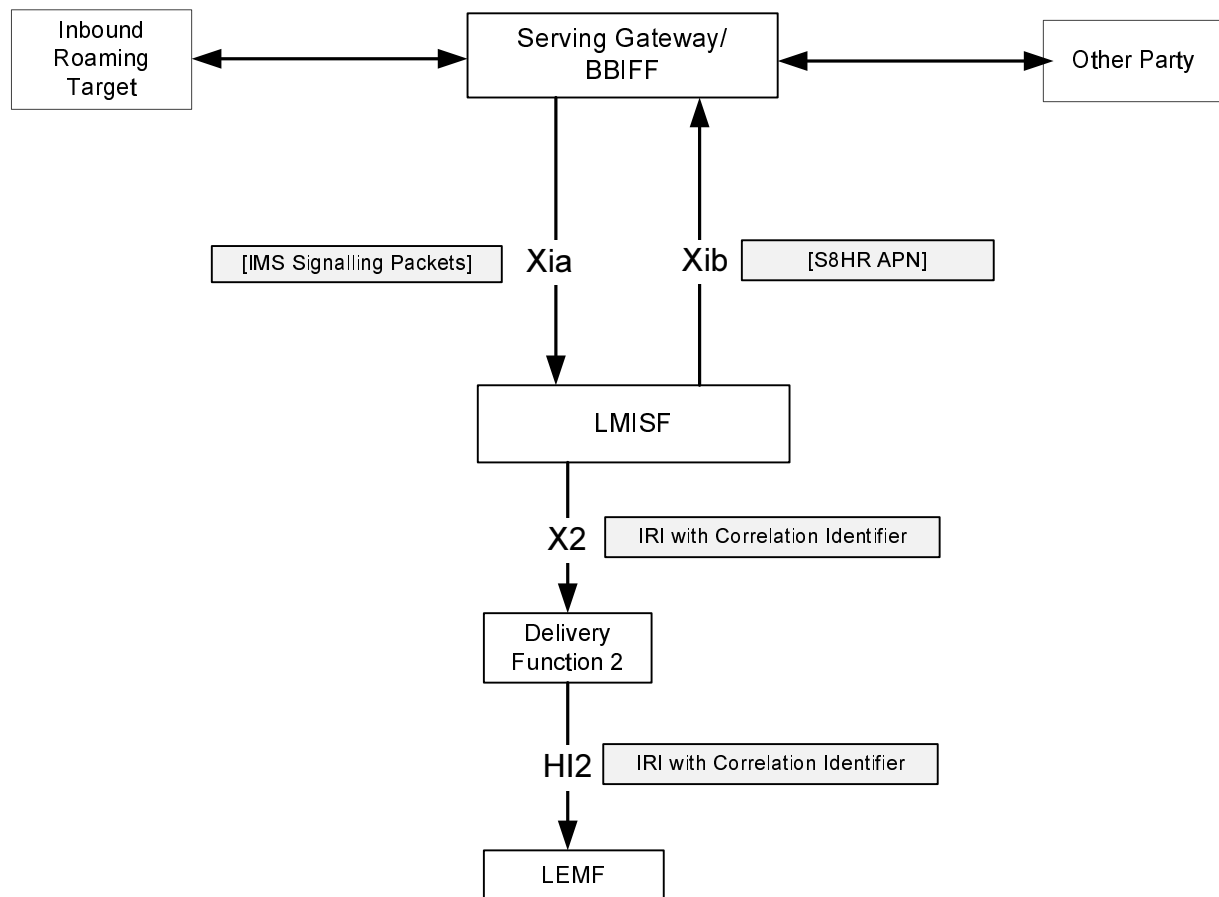 Inbound
Roaming
Target
Serving Gateway/
BBIFF
Other Party
[IMS Signalling Packets]
Xia
Xib
[S8HR APN]
LMISF
X2
IRI with Correlation Identifier
Delivery
Function 2
HI2
IRI with Correlation Identifier
LEMF